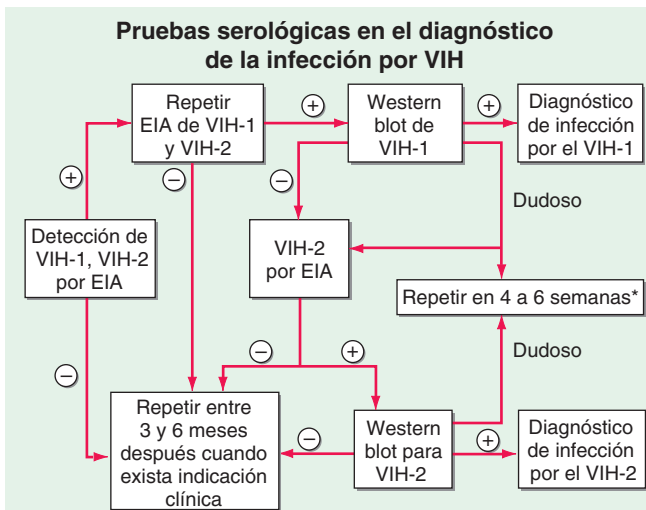 Pruebas serológicas en el diagnóstico
de la infección por VIH
Repetir
EIA de VIH-1
y VIH-2
+
Western
blot de
VIH-1
+
Diagnóstico
de infección
por el VIH-1
+
−
−
Dudoso
Detección de
VIH-1, VIH-2
por EIA
VIH-2
por EIA
Repetir en 4 a 6 semanas*
−
−
+
Dudoso
Repetir entre
3 y 6 meses
después cuando
exista indicación
clínica
−
Western
blot para
VIH-2
+
Diagnóstico
de infección
por el VIH-2